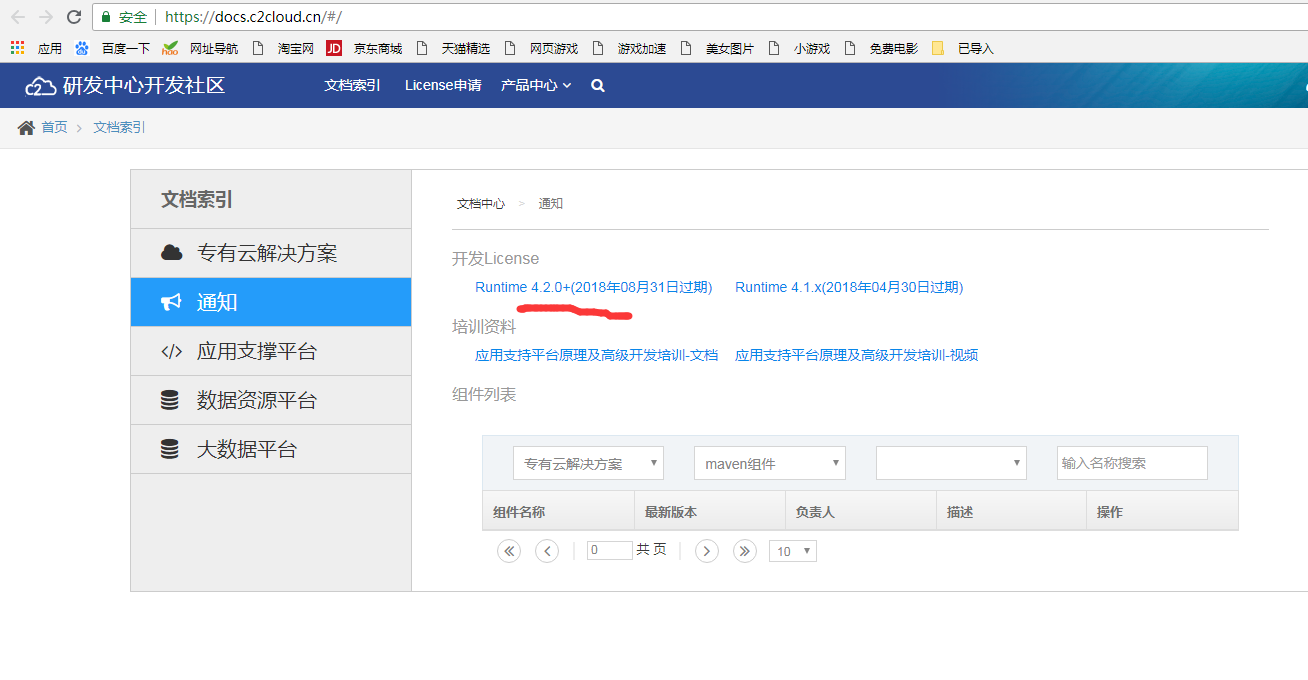 安全 https://docs.c2cloud.cn/#/
应用 百度一下 网址导航 淘宝网 JD 京东商城 天猫精选 网页游戏 游戏加速 美女图片 小游戏 免费电影 已导入
研发中心开发社区 文档索引 License申请 产品中心
首页 > 文档索引
文档索引
专有云解决方案
通知
</> 应用支撑平台
数据资源平台
大数据平台
文档中心 > 通知
开发License
Runtime 4.2.0+(2018年08月31日过期) Runtime 4.1.x(2018年04月30日过期)
培训资料
应用支持平台原理及高级开发培训-文档 应用支持平台原理及高级开发培训-视频
组件列表
专有云解决方案 maven组件 输入名称搜索
组件名称 最新版本 负责人 描述 操作
0 共 页 10